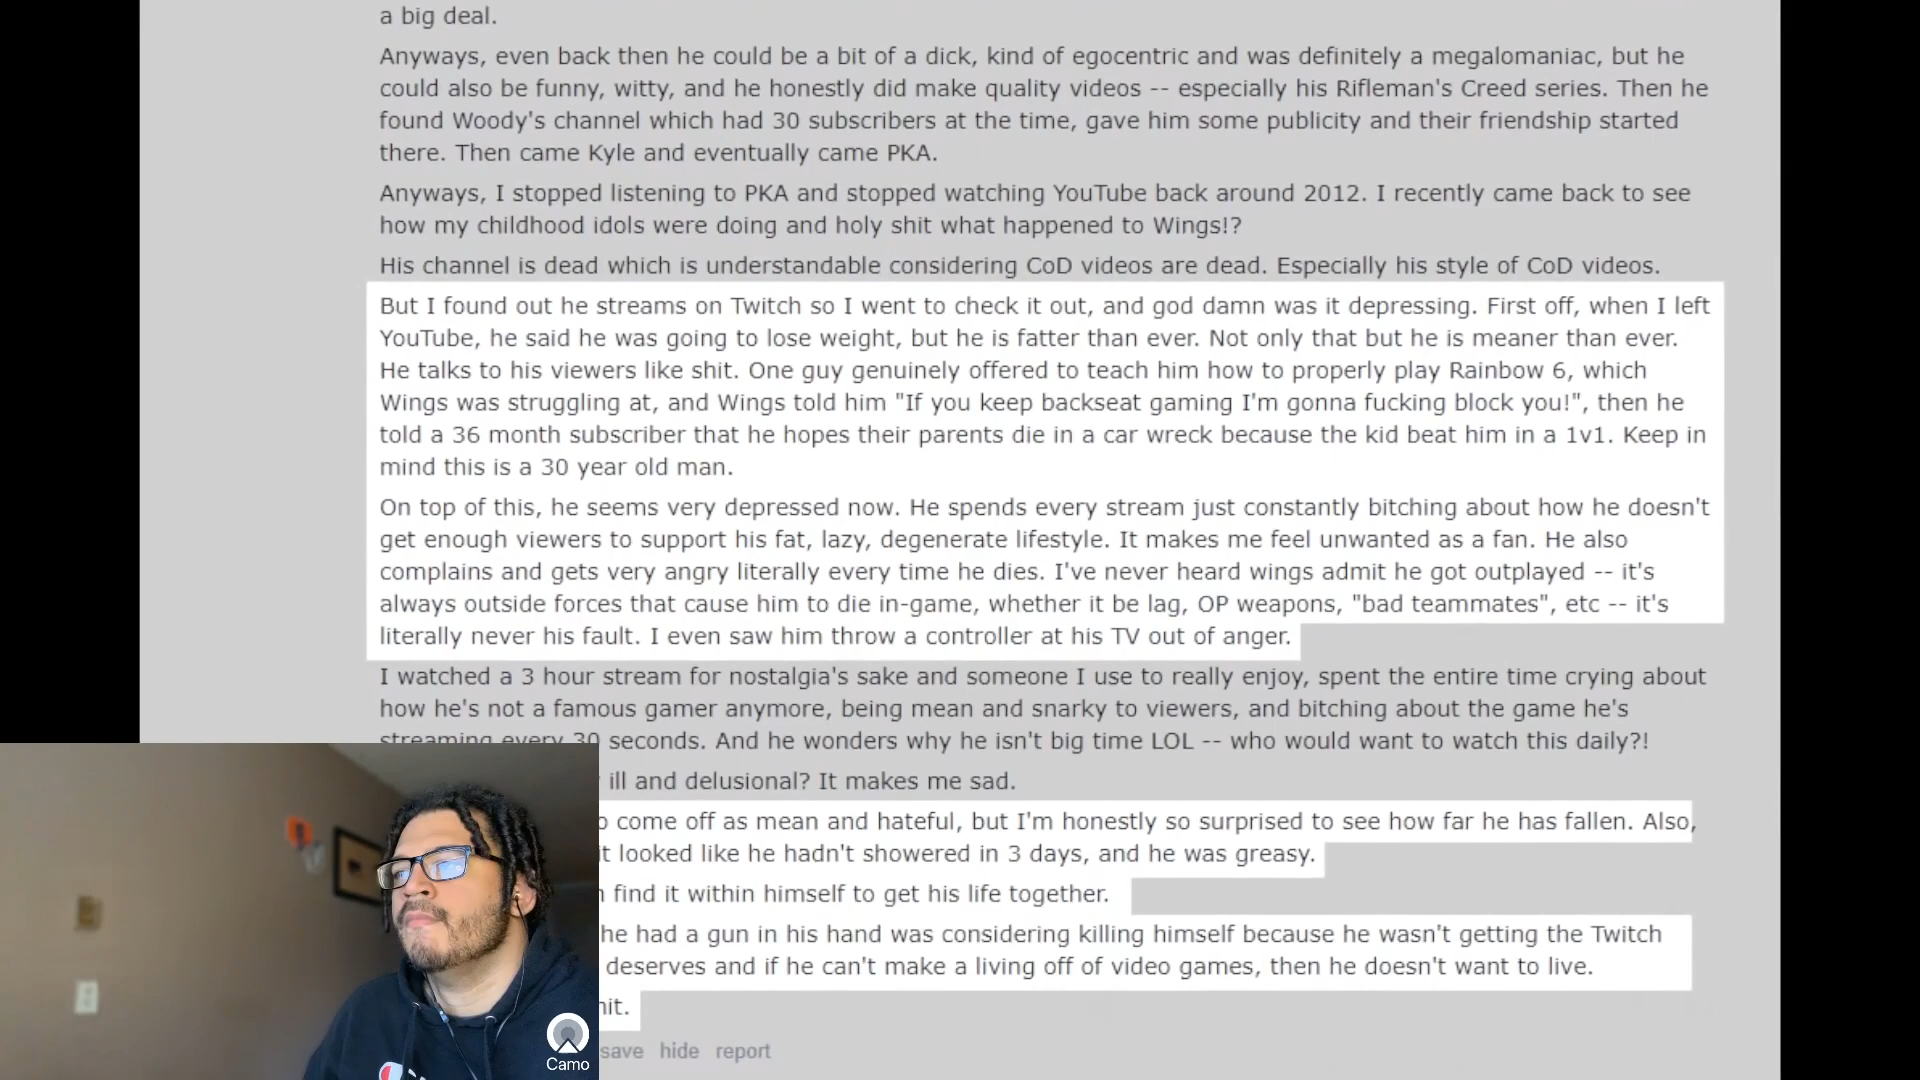 a big deal.
Anyways, even back then he could be a bit of a dick, kind of egocentric and was definitely a megalomaniac, but he
could also be funny, witty, and he honestly did make quality videos -- especially his Rifleman's Creed series. Then he
found Woody's channel which had 30 subscribers at the time, gave him some publicity and their friendship started
there. Then came Kyle and eventually came PKA.
Anyways, I stopped listening to PKA and stopped watching YouTube back around 2012. I recently came back to see
how my childhood idols were doing and holy shit what happened to Wings!?
His channel is dead which is understandable considering CoD videos are dead. Especially his style of CoD videos.
But I found out he streams on Twitch so I went to check it out, and god damn was it depressing. First off, when I left
YouTube, he said he was going to lose weight, but he is fatter than ever. Not only that but he is meaner than ever.
He talks to his viewers like shit. One guy genuinely offered to teach him how to properly play Rainbow 6, which
Wings was struggling at, and Wings told him "If you keep backseat gaming I'm gonna fucking block you!", then he
told a 36 month subscriber that he hopes their parents die in a car wreck because the kid beat him in a 1v1. Keep in
mind this is a 30 year old man.
On top of this, he seems very depressed now. He spends every stream just constantly bitching about how he doesn't
get enough viewers to support his fat, lazy, degenerate lifestyle. It makes me feel unwanted as a fan. He also
complains and gets very angry literally every time he dies. I've never heard wings admit he got outplayed -- it's
always outside forces that cause him to die in-game, whether it be lag, OP weapons, "bad teammates", etc -- it's
literally never his fault. I even saw him throw a controller at his TV out of anger.
I watched a 3 hour stream for nostalgia's sake and someone I use to really enjoy, spent the entire time crying about
how he's not a famous gamer anymore, being mean and snarky to viewers, and bitching about the game he's
streaming every 30 seconds. And he wonders why he isn't big time LOL -- who would want to watch this daily?!
ill and delusional? It makes me sad.
come off as mean and hateful, but I'm honestly so surprised to see how far he has fallen. Also,
it looked like he hadn't showered in 3 days, and he was greasy.
find it within himself to get his life together.
he had a gun in his hand was considering killing himself because he wasn't getting the Twitch
deserves and if he can't make a living off of video games, then he doesn't want to live.
save hide report
Camo